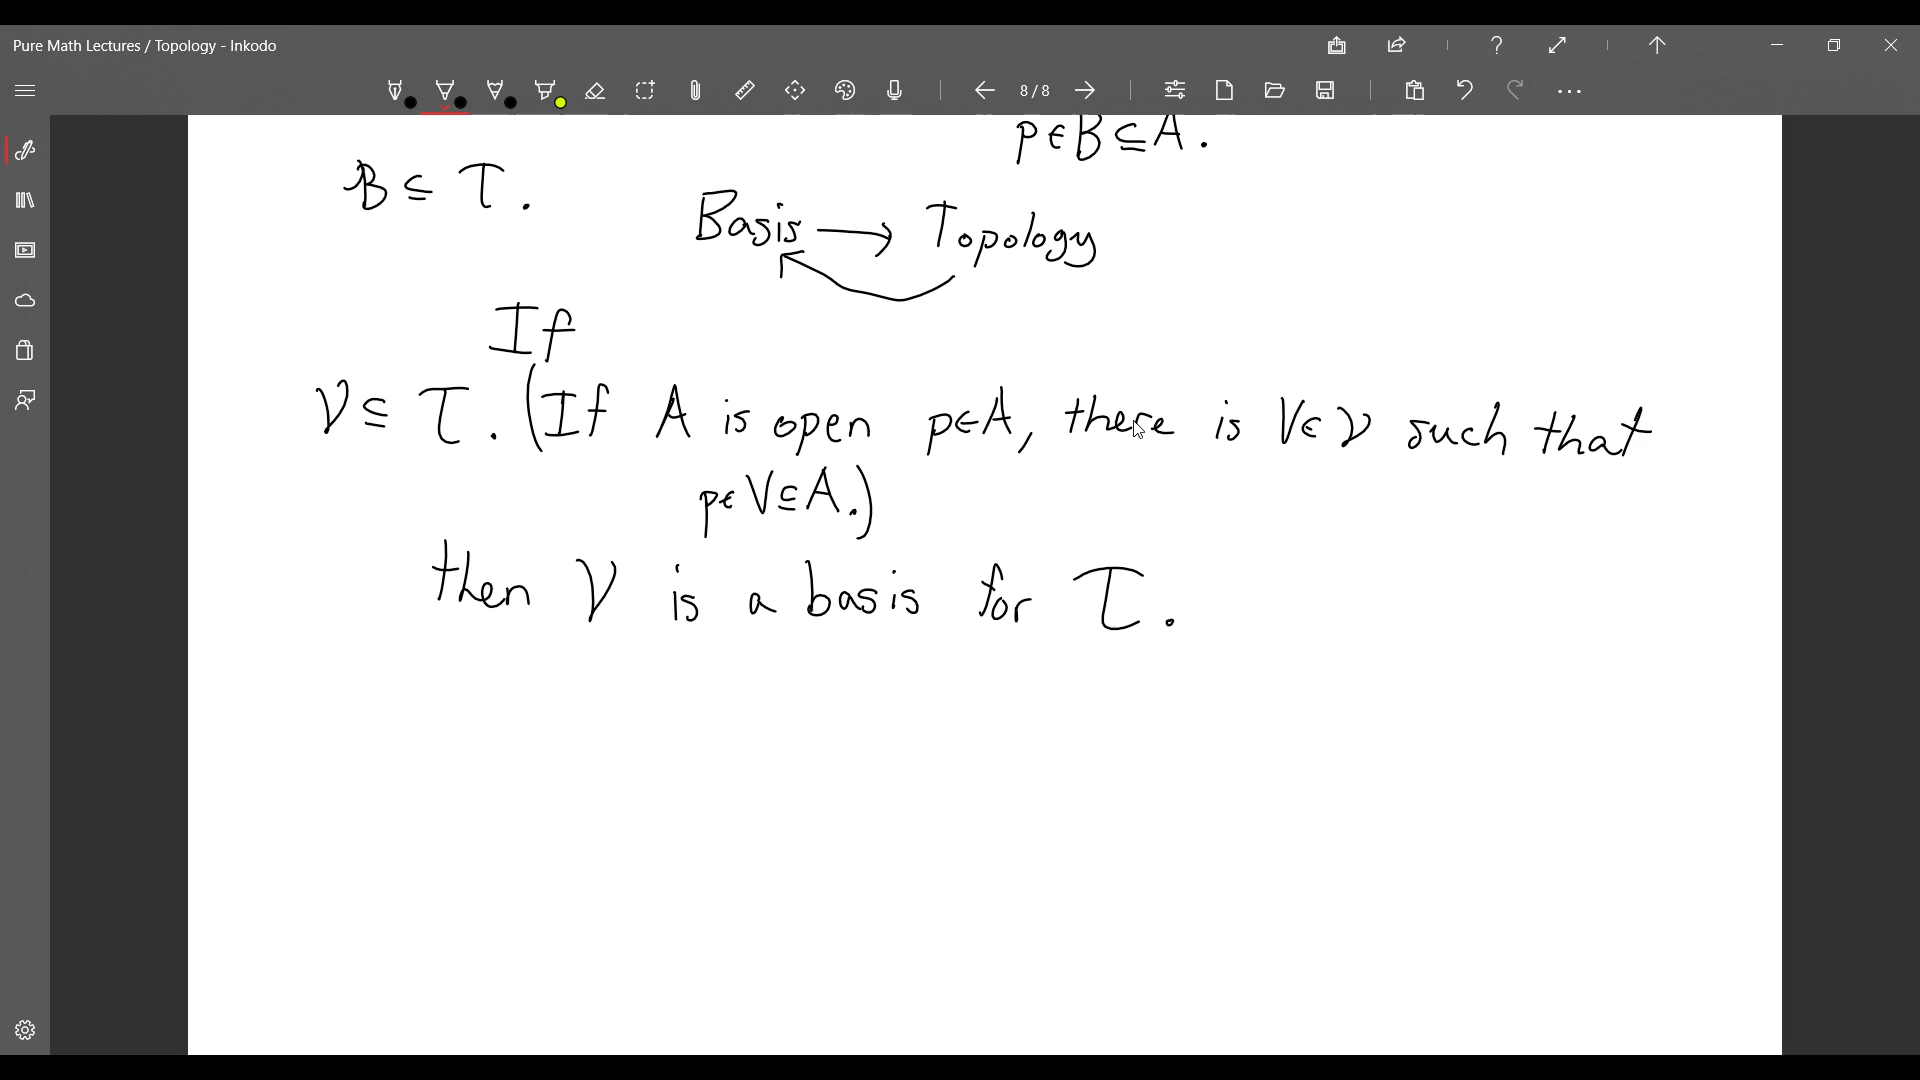 Pure Math Lectures / Topology - Inkodo
8 / 8
p∈B⊆A.
ℬ ⊆ 𝒯.
Basis → Topology
If
𝒱 ⊆ 𝒯. (If A is open p∈A, there is V∈𝒱 such that
p∈V⊆A.)
then 𝒱 is a basis for 𝒯.